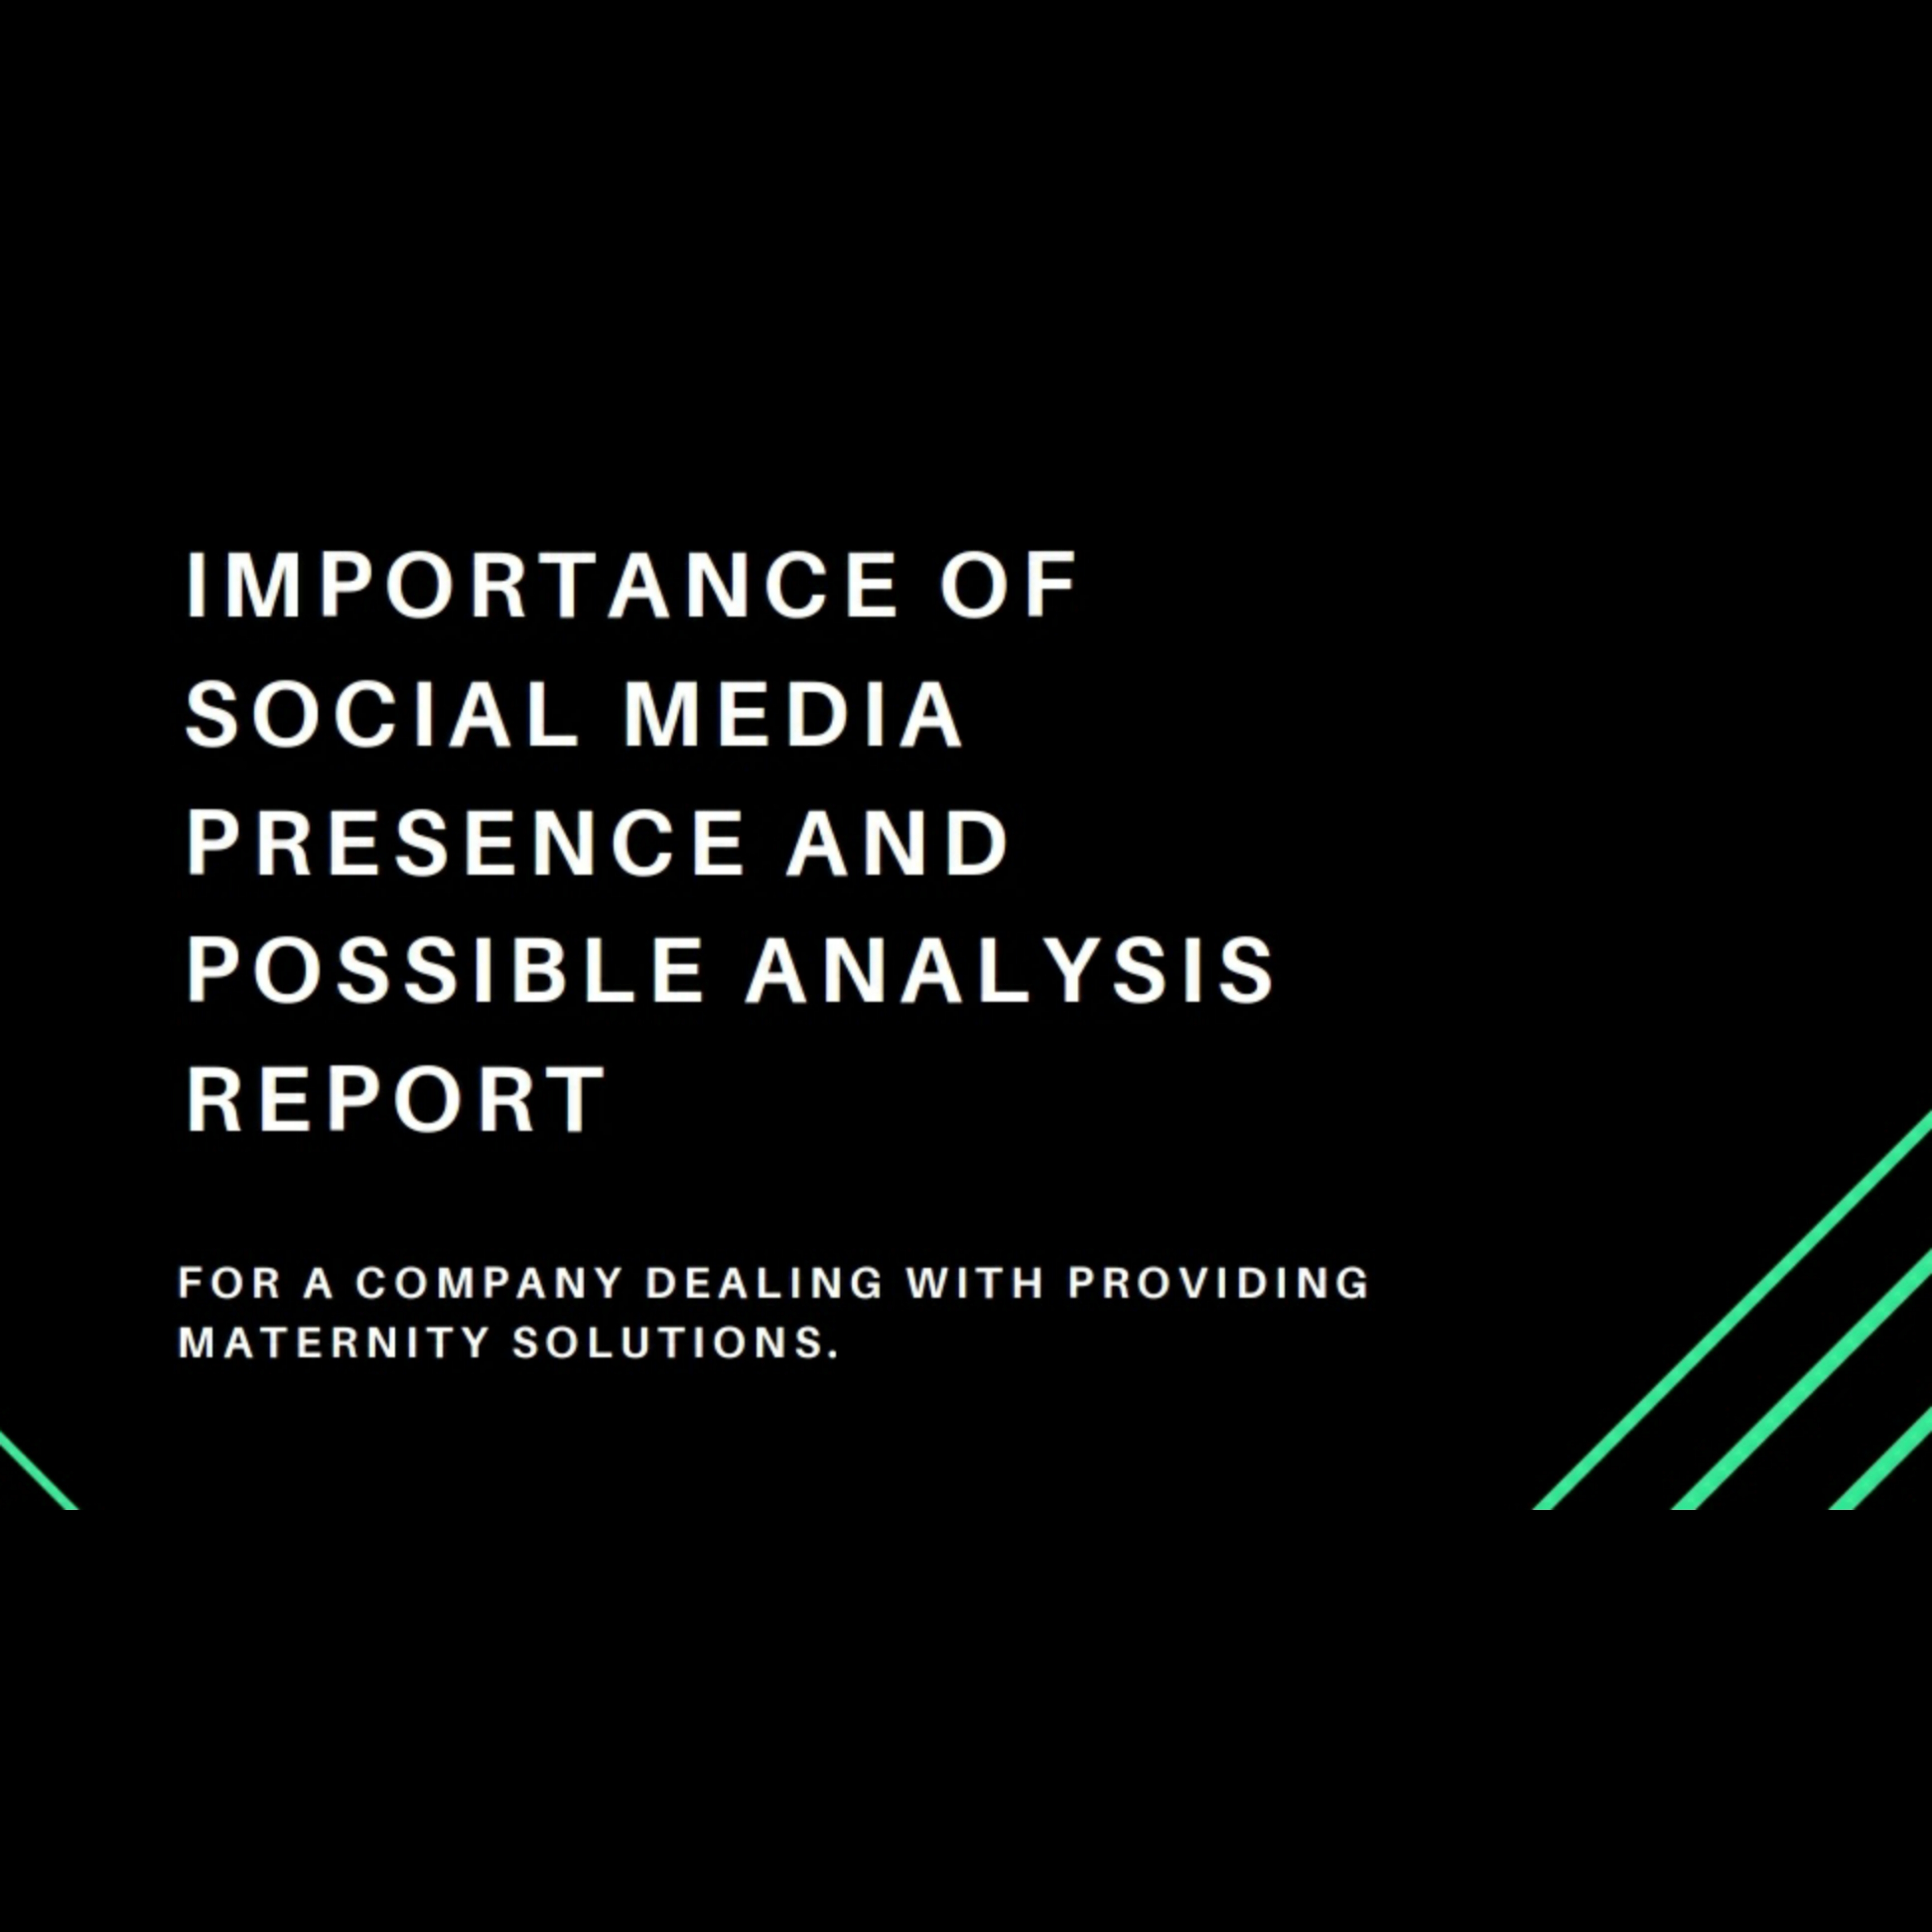 IMPORTANCE OF
SOCIAL MEDIA
PRESENCE AND
POSSIBLE ANALYSIS
REPORT
FOR A COMPANY DEALING WITH PROVIDING
MATERNITY SOLUTIONS.